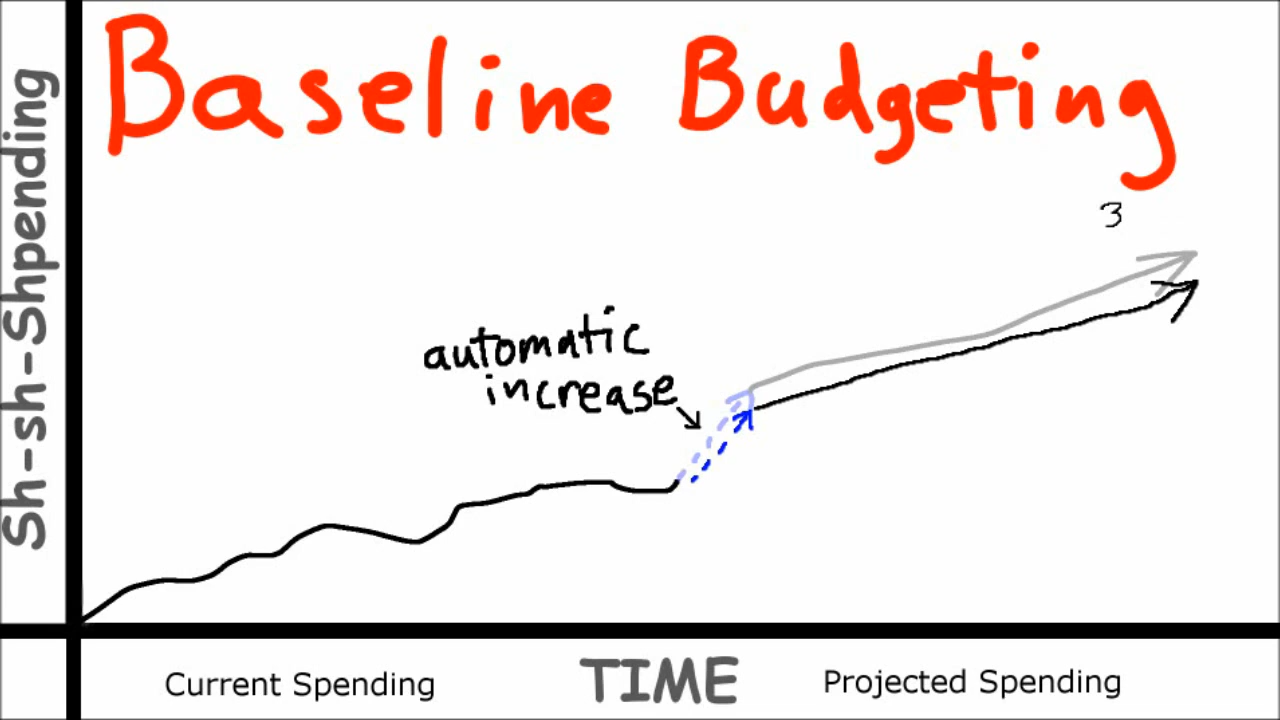 Baseline Budgeting
Sh-sh-Shpending
3
automatic
increase
Current Spending
TIME
Projected Spending